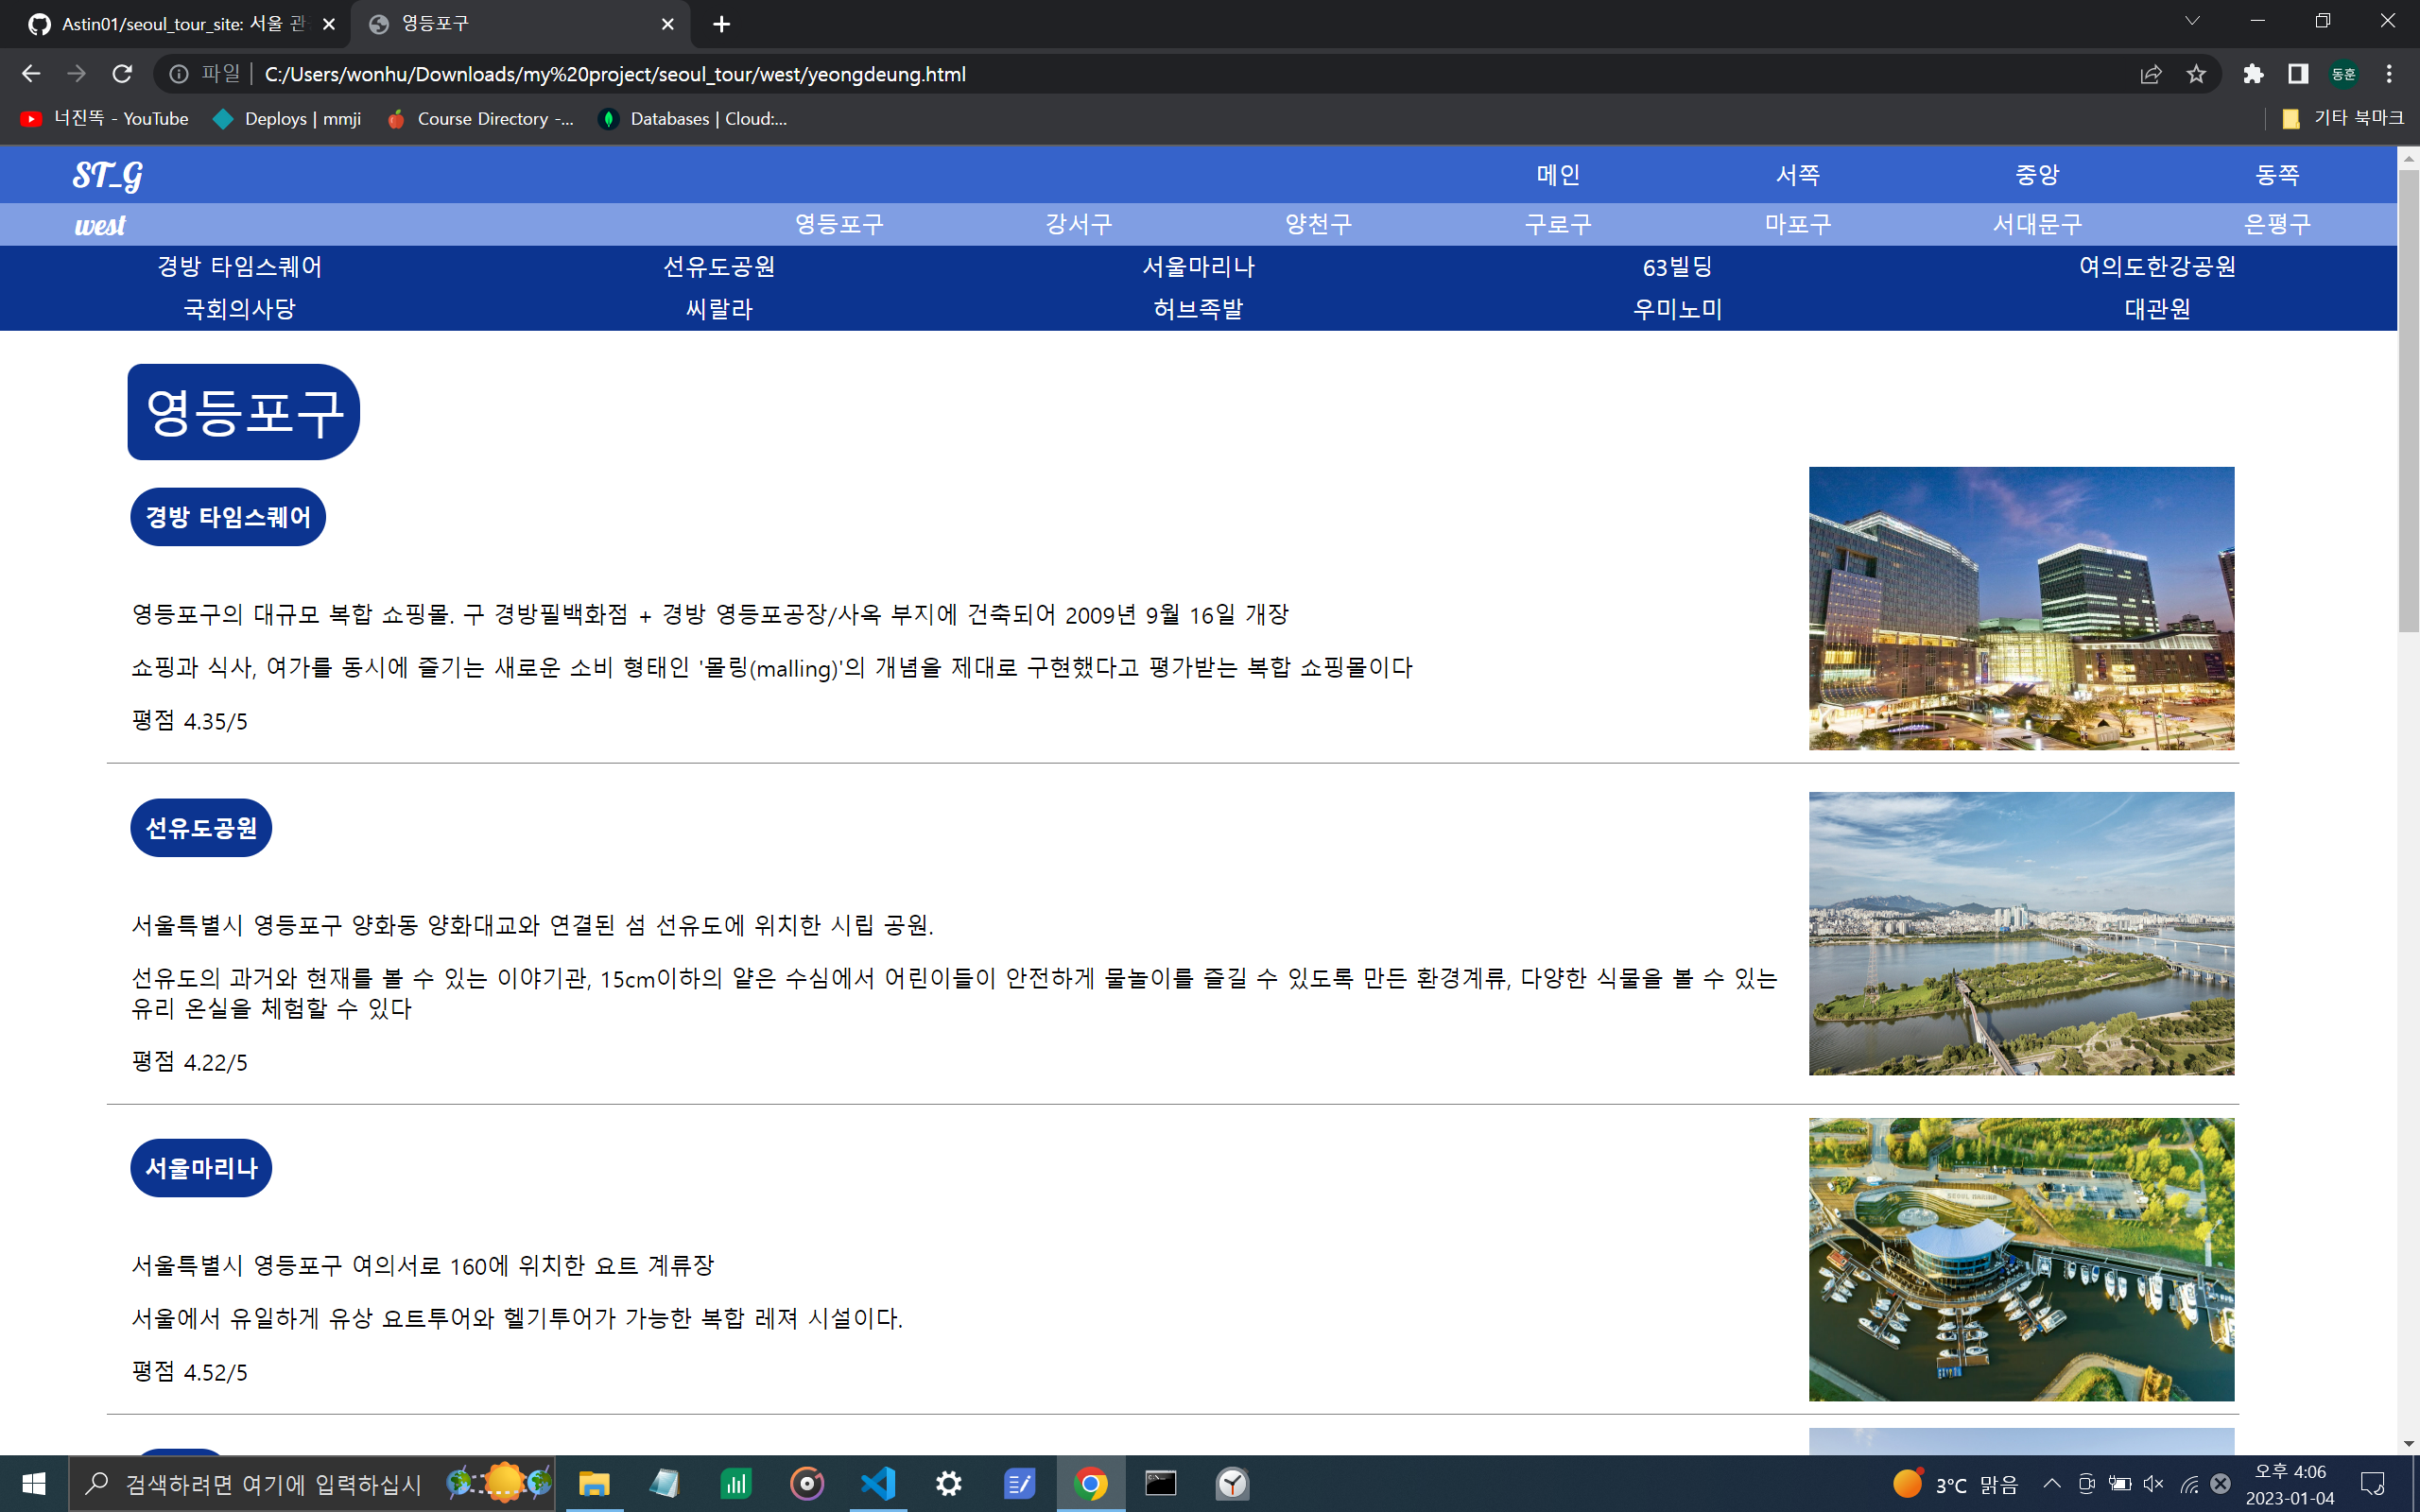 Astin01/seoul_tour_site: 서울 관
영등포구
파일
C:/Users/wonhu/Downloads/my%20project/seoul_tour/west/yeongdeung.html
동훈
너진똑 - YouTube
Deploys | mmji
Course Directory -...
Databases | Cloud:...
기타 북마크
ST_G 메인 서쪽 중앙 동쪽
west 영등포구 강서구 양천구 구로구 마포구 서대문구 은평구
경방 타임스퀘어 선유도공원 서울마리나 63빌딩 여의도한강공원
국회의사당 씨랄라 허브족발 우미노미 대관원
영등포구
경방 타임스퀘어
영등포구의 대규모 복합 쇼핑몰. 구 경방필백화점 + 경방 영등포공장/사옥 부지에 건축되어 2009년 9월 16일 개장
쇼핑과 식사, 여가를 동시에 즐기는 새로운 소비 형태인 '몰링(malling)'의 개념을 제대로 구현했다고 평가받는 복합 쇼핑몰이다
평점 4.35/5
선유도공원
서울특별시 영등포구 양화동 양화대교와 연결된 섬 선유도에 위치한 시립 공원.
선유도의 과거와 현재를 볼 수 있는 이야기관, 15cm이하의 얕은 수심에서 어린이들이 안전하게 물놀이를 즐길 수 있도록 만든 환경계류, 다양한 식물을 볼 수 있는
유리 온실을 체험할 수 있다
평점 4.22/5
서울마리나
SEOUL MARINA
서울특별시 영등포구 여의서로 160에 위치한 요트 계류장
서울에서 유일하게 유상 요트투어와 헬기투어가 가능한 복합 레져 시설이다.
평점 4.52/5
검색하려면 여기에 입력하십시
3°C 맑음
오후 4:06
2023-01-04